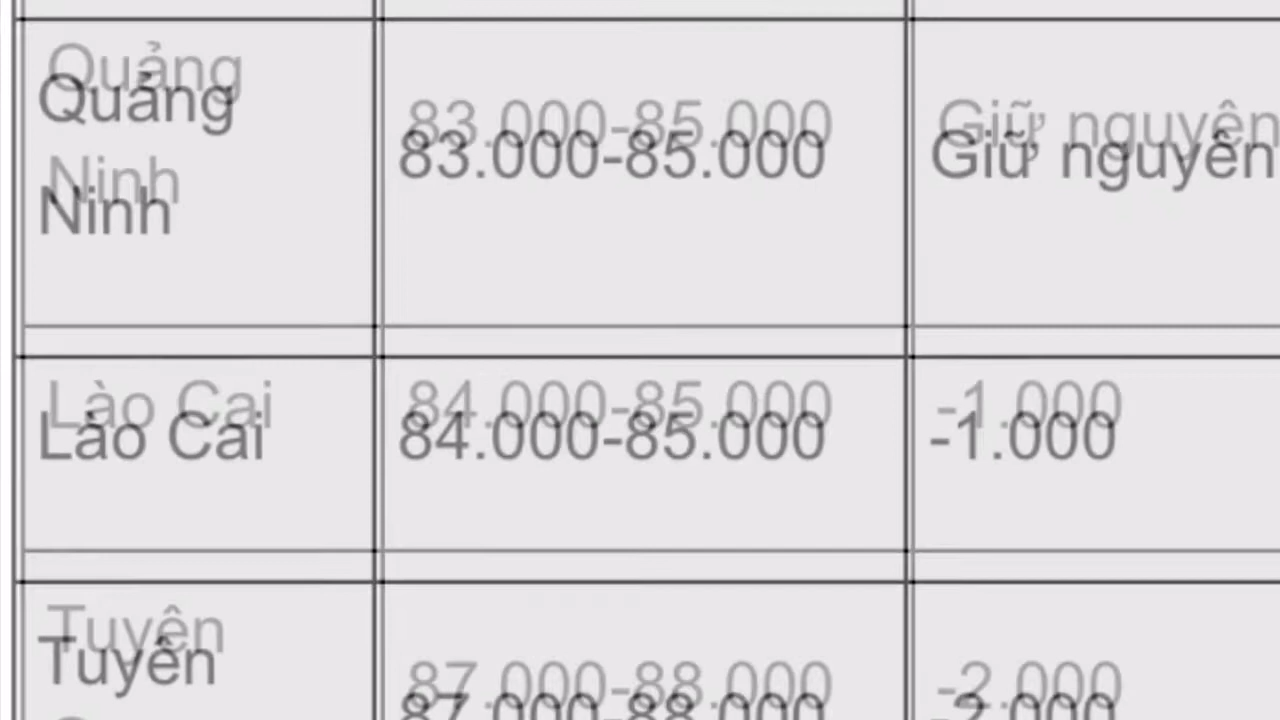 Quảng
Ninh
83.000-85.000
Giữ nguyên
Lào Cai
84.000-85.000
-1.000
Tuyên
87.000-88.000
-2.000